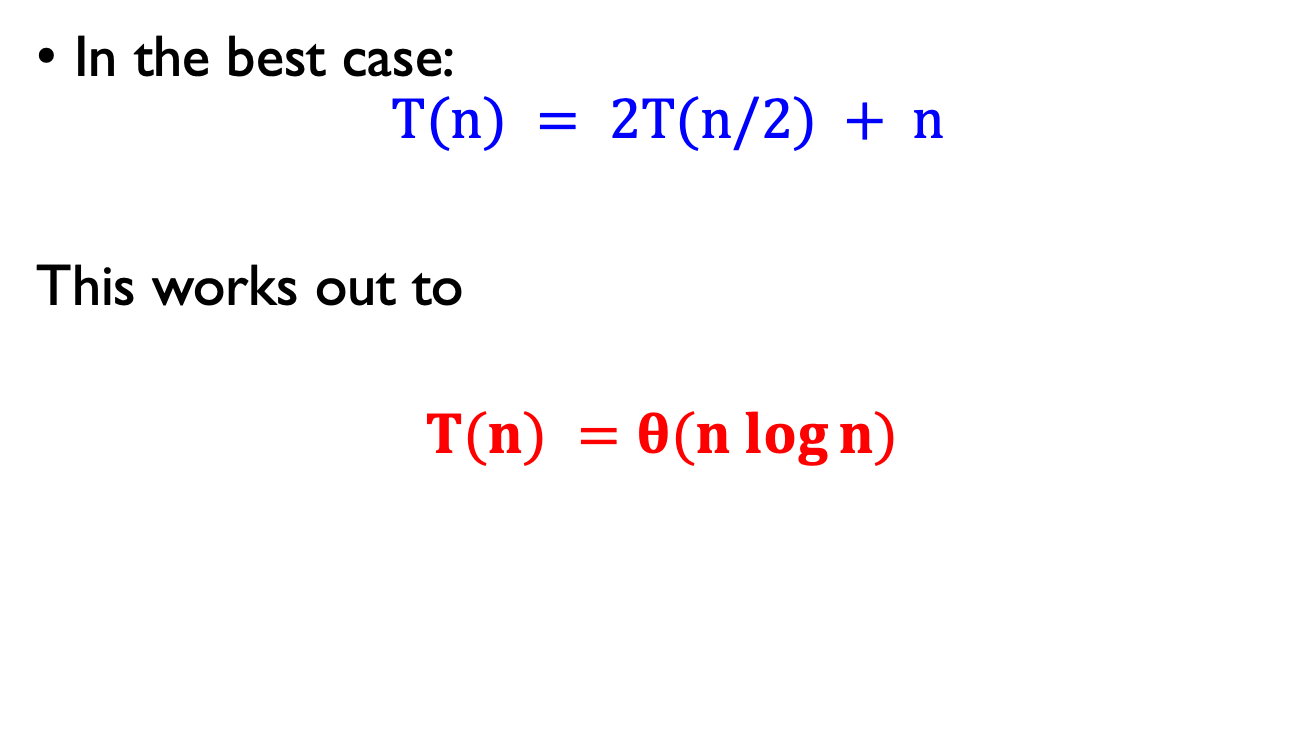 • In the best case:
T(n) = 2T(n/2) + n
This works out to
T(n) = θ(n log n)